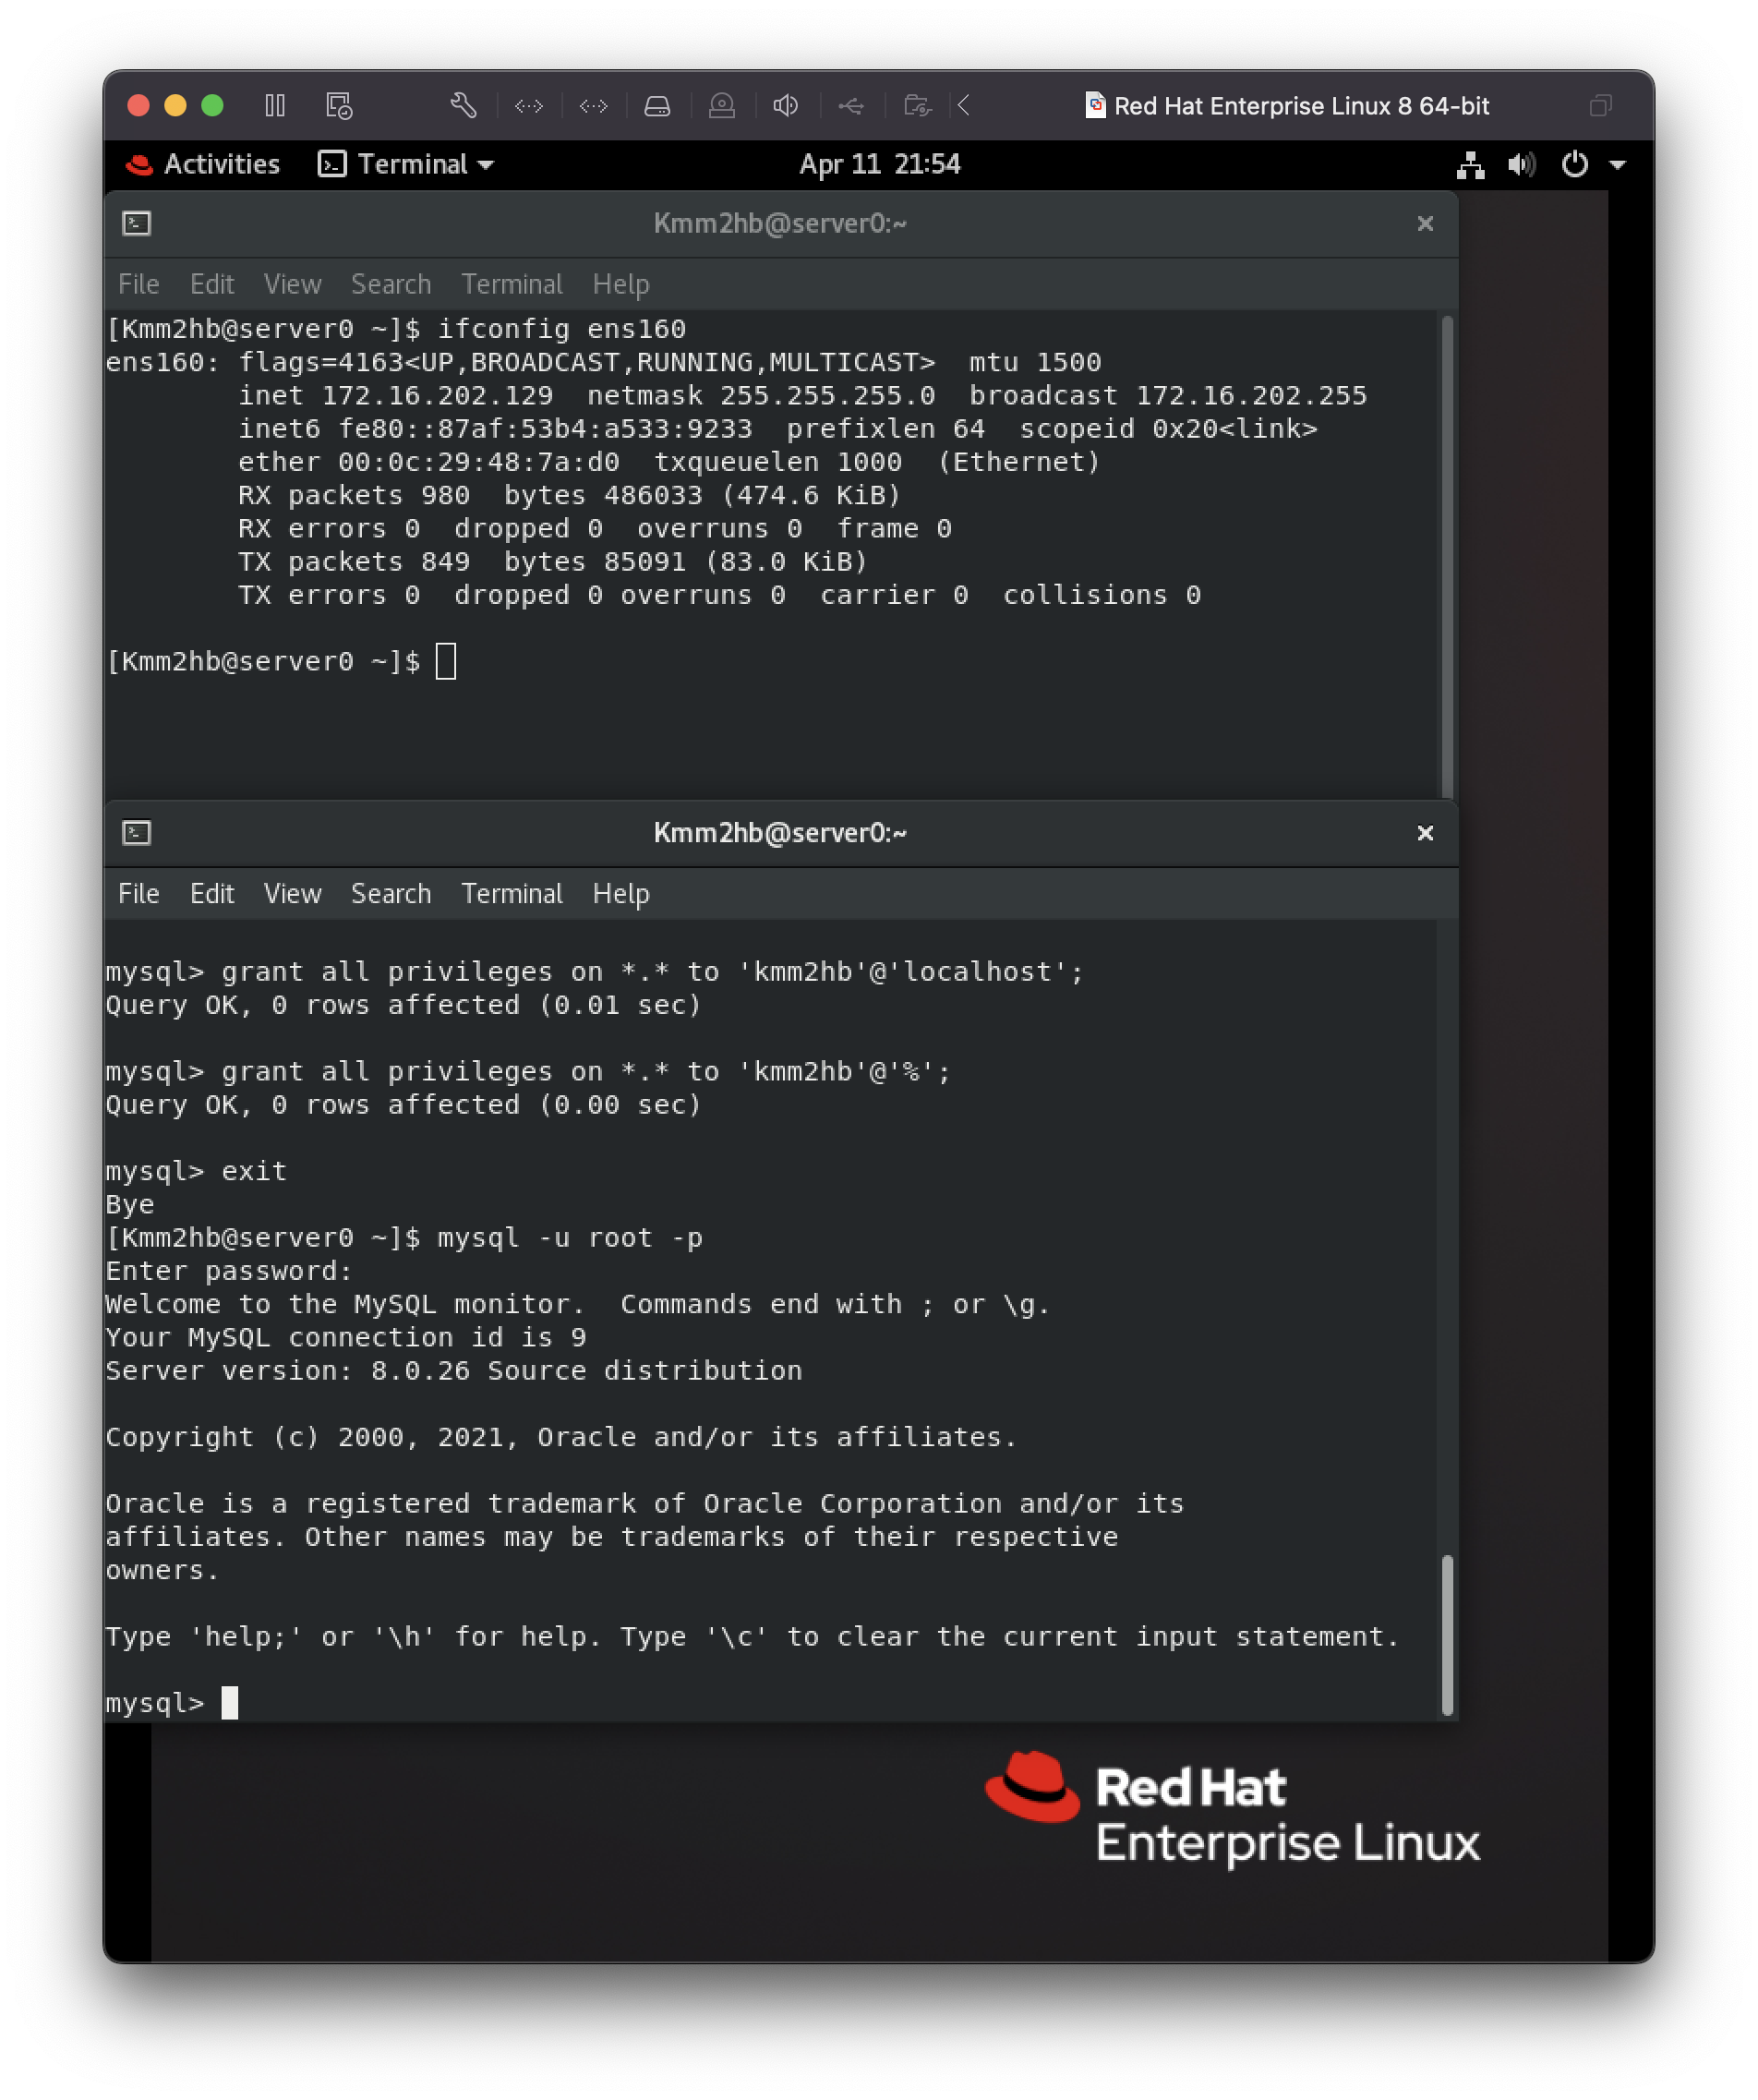 Red Hat Enterprise Linux 8 64-bit
Activities Terminal Apr 11 21:54
Kmm2hb@server0:~
File Edit View Search Terminal Help
[Kmm2hb@server0 ~]$ ifconfig ens160
ens160: flags=4163<UP,BROADCAST,RUNNING,MULTICAST>  mtu 1500
        inet 172.16.202.129  netmask 255.255.255.0  broadcast 172.16.202.255
        inet6 fe80::87af:53b4:a533:9233  prefixlen 64  scopeid 0x20<link>
        ether 00:0c:29:48:7a:d0  txqueuelen 1000  (Ethernet)
        RX packets 980  bytes 486033 (474.6 KiB)
        RX errors 0  dropped 0  overruns 0  frame 0
        TX packets 849  bytes 85091 (83.0 KiB)
        TX errors 0  dropped 0 overruns 0  carrier 0  collisions 0
[Kmm2hb@server0 ~]$
Kmm2hb@server0:~
File Edit View Search Terminal Help
mysql> grant all privileges on *.* to 'kmm2hb'@'localhost';
Query OK, 0 rows affected (0.01 sec)
mysql> grant all privileges on *.* to 'kmm2hb'@'%';
Query OK, 0 rows affected (0.00 sec)
mysql> exit
Bye
[Kmm2hb@server0 ~]$ mysql -u root -p
Enter password:
Welcome to the MySQL monitor.  Commands end with ; or \g.
Your MySQL connection id is 9
Server version: 8.0.26 Source distribution
Copyright (c) 2000, 2021, Oracle and/or its affiliates.
Oracle is a registered trademark of Oracle Corporation and/or its
affiliates. Other names may be trademarks of their respective
owners.
Type 'help;' or '\h' for help. Type '\c' to clear the current input statement.
mysql>
Red Hat
Enterprise Linux